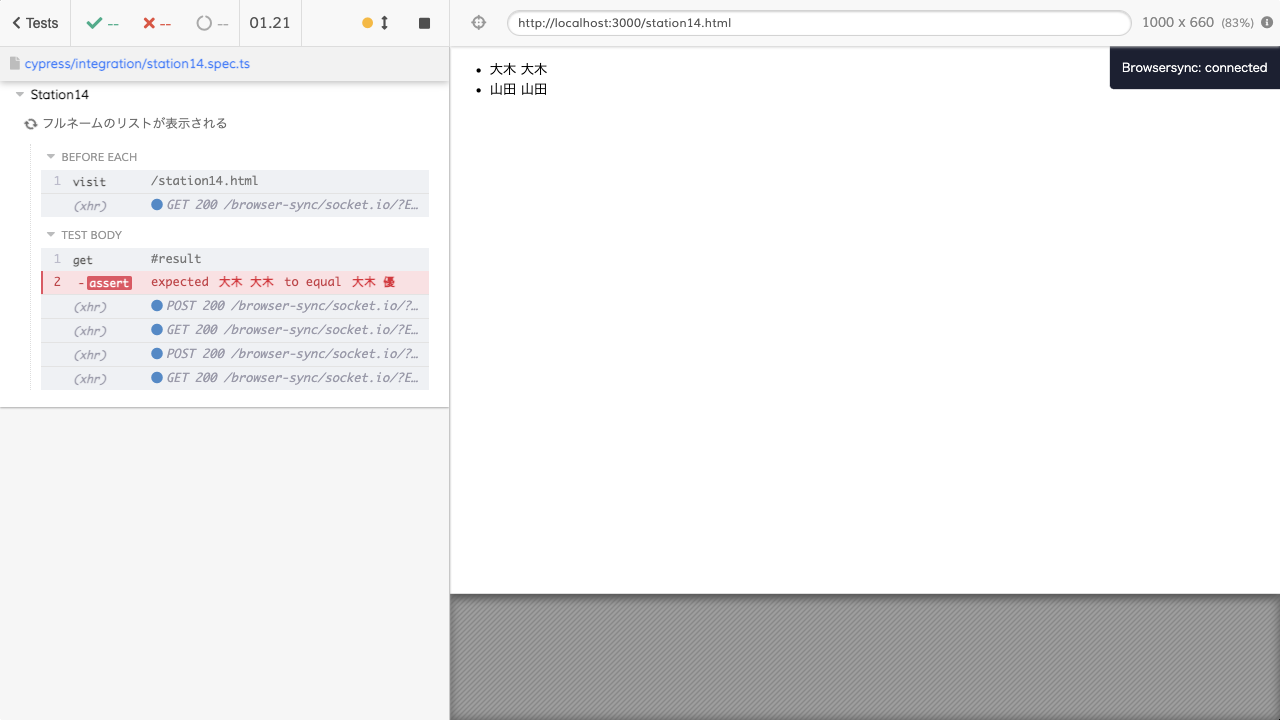 Tests -- -- -- 01.21
cypress/integration/station14.spec.ts
Station14
フルネームのリストが表示される
BEFORE EACH
1 visit /station14.html
(xhr) GET 200 /browser-sync/socket.io/?E…
TEST BODY
1 get #result
2 -assert expected 大木 大木 to equal 大木 優
(xhr) POST 200 /browser-sync/socket.io/?…
(xhr) GET 200 /browser-sync/socket.io/?E…
(xhr) POST 200 /browser-sync/socket.io/?…
(xhr) GET 200 /browser-sync/socket.io/?E…
http://localhost:3000/station14.html 1000 x 660 (83%)
• 大木 大木
• 山田 山田
Browsersync: connected